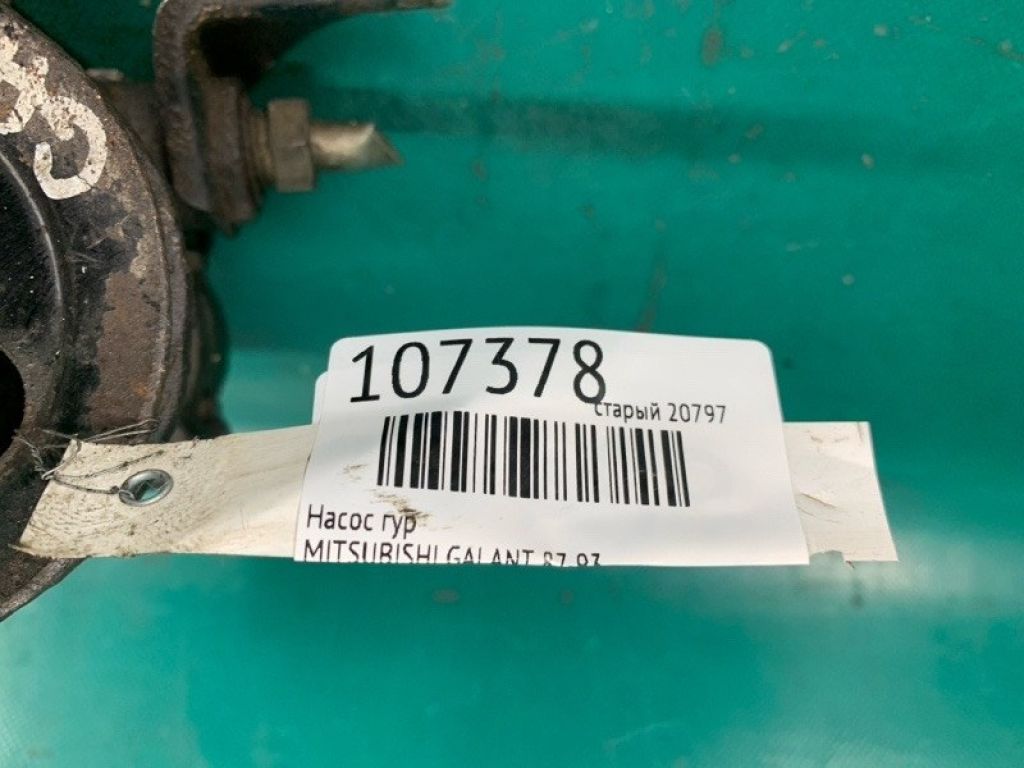 107378
старый 20797
Насос гур
MITSUBISHI GALANT 87 93